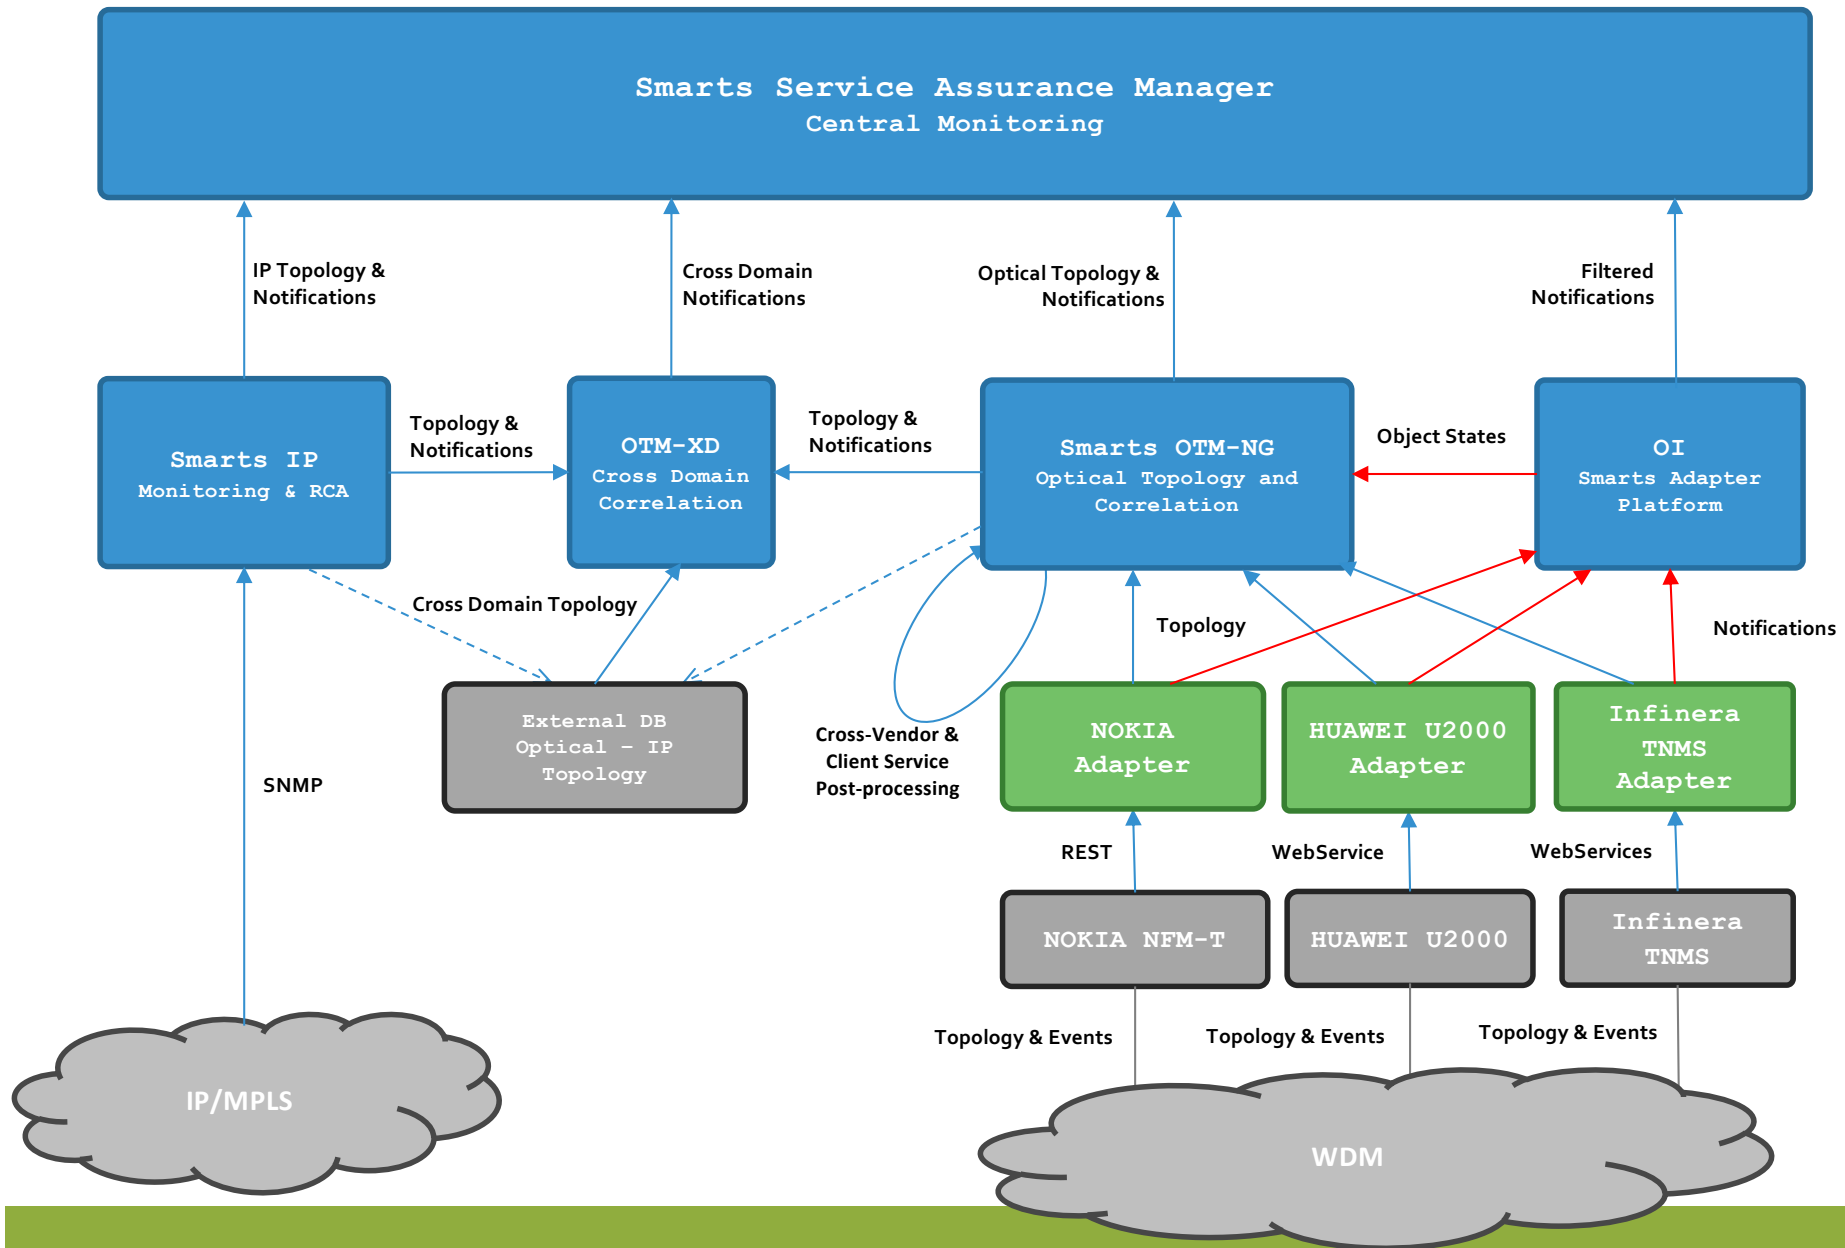 Smarts Service Assurance Manager
Central Monitoring
IP Topology &
Notifications
Cross Domain
Notifications
Optical Topology &
Notifications
Filtered
Notifications
Smarts IP
Monitoring & RCA
Topology &
Notifications
OTM-XD
Cross Domain
Correlation
Topology &
Notifications
Smarts OTM-NG
Optical Topology and
Correlation
Object States
OI
Smarts Adapter
Platform
Cross Domain Topology
Topology
Notifications
External DB
Optical – IP
Topology
SNMP
Cross-Vendor &
Client Service
Post-processing
NOKIA
Adapter
HUAWEI U2000
Adapter
Infinera
TNMS
Adapter
REST
WebService
WebServices
NOKIA NFM-T
HUAWEI U2000
Infinera
TNMS
Topology & Events
Topology & Events
Topology & Events
IP/MPLS
WDM